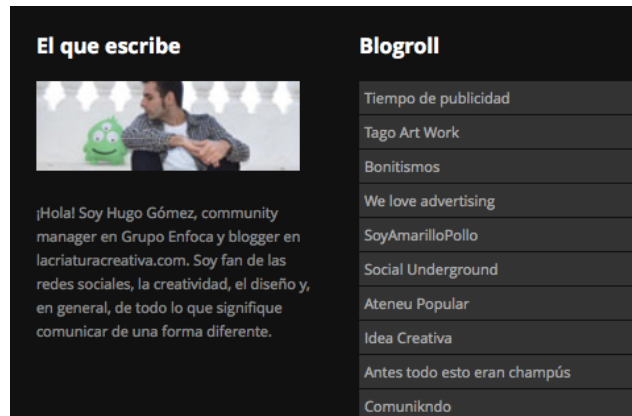 El que escribe
¡Hola! Soy Hugo Gómez, community
manager en Grupo Enfoca y blogger en
lacriaturacreativa.com. Soy fan de las
redes sociales, la creatividad, el diseño y,
en general, de todo lo que signifique
comunicar de una forma diferente.
Blogroll
Tiempo de publicidad
Tago Art Work
Bonitismos
We love advertising
SoyAmarilloPollo
Social Underground
Ateneu Popular
Idea Creativa
Antes todo esto eran champús
Comunikndo